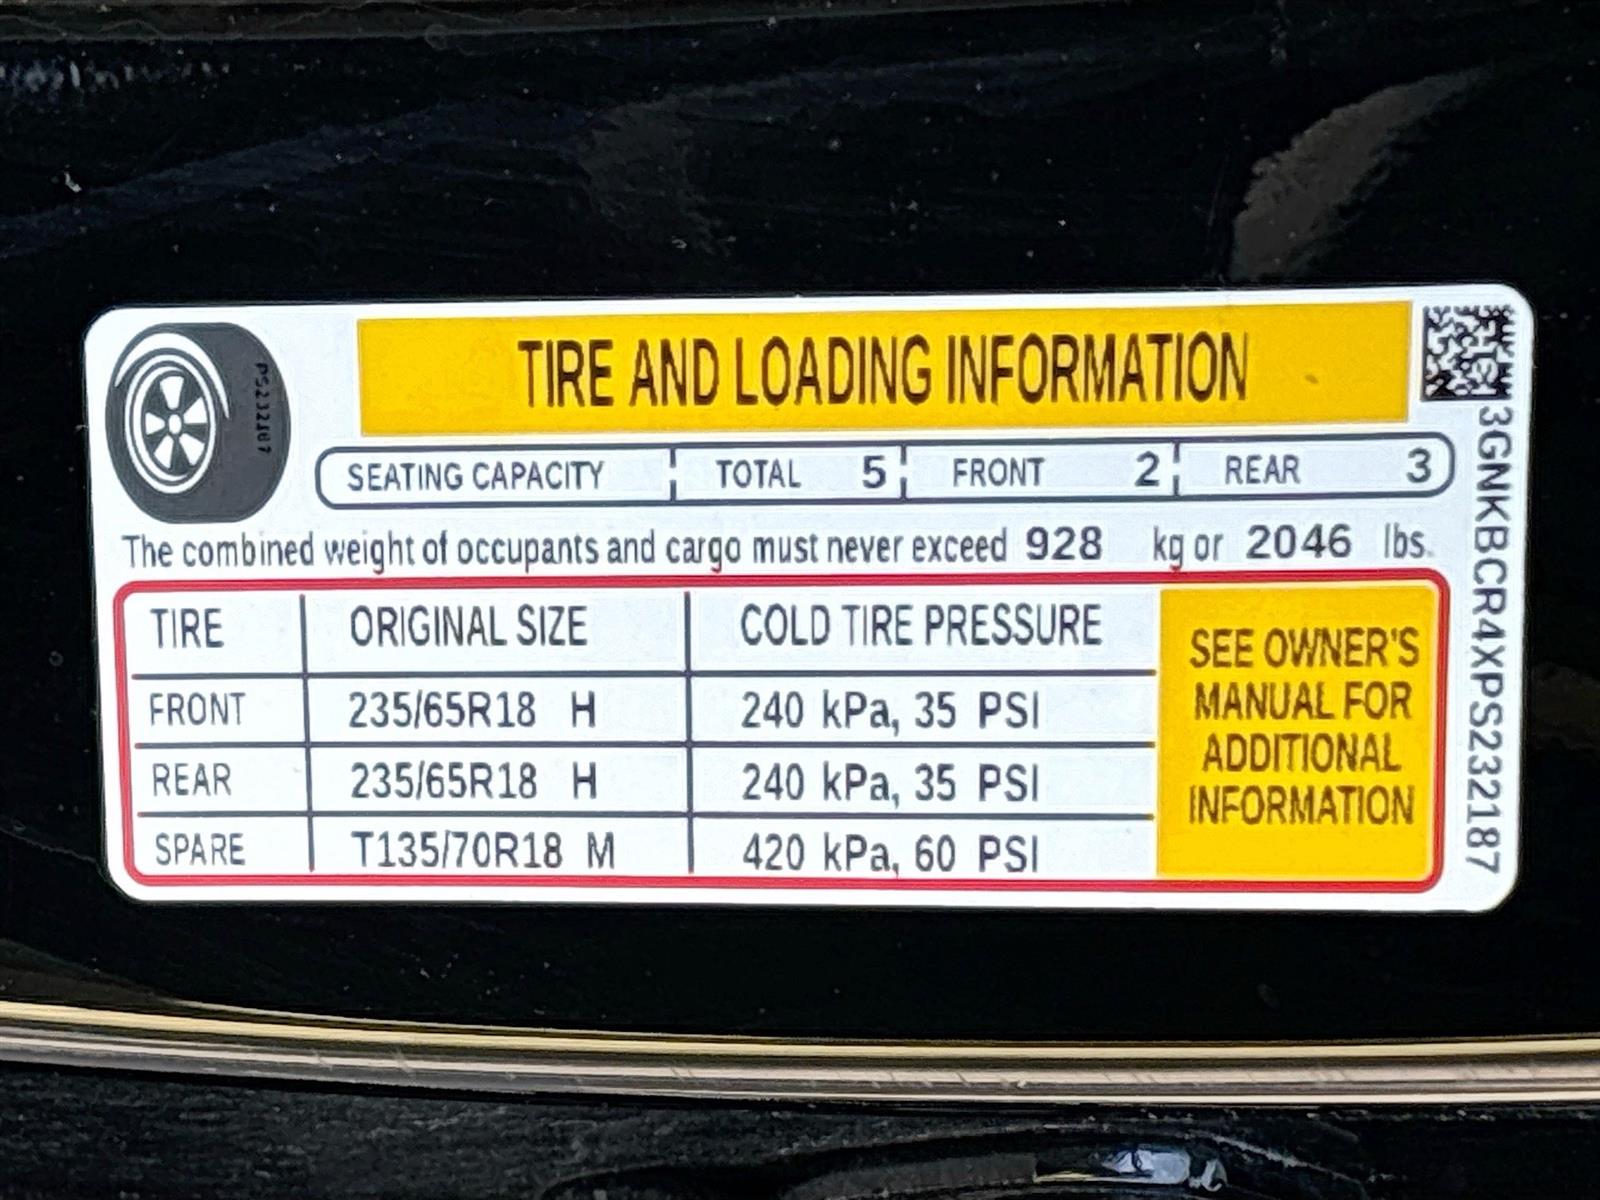 TIRE AND LOADING INFORMATION
PS232187
SEATING CAPACITY TOTAL 5 FRONT 2 REAR 3
The combined weight of occupants and cargo must never exceed 928 kg or 2046 lbs.
TIRE ORIGINAL SIZE COLD TIRE PRESSURE
FRONT 235/65R18 H 240 kPa, 35 PSI
REAR 235/65R18 H 240 kPa, 35 PSI
SPARE T135/70R18 M 420 kPa, 60 PSI
SEE OWNER'S
MANUAL FOR
ADDITIONAL
INFORMATION
3GNKBCR4XPS232187